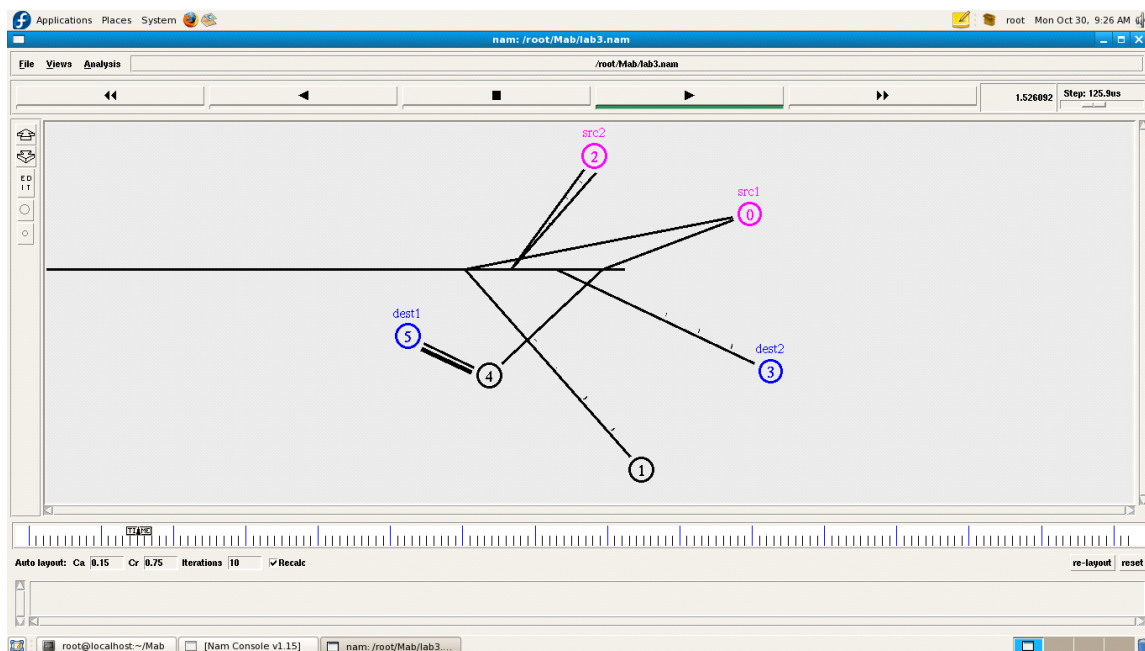 Applications Places System root Mon Oct 30, 9:26 AM
nam: /root/Mab/lab3.nam
File Views Analysis /root/Mab/lab3.nam
1.526092 Step: 125.9us
src2
2
ED
IT
src1
0
dest1
5
dest2
4
3
1
TIME
Auto layout: Ca 0.15 Cr 0.75 Iterations 10 Recalc re-layout reset
root@localhost:~/Mab [Nam Console v1.15] nam: /root/Mab/lab3....